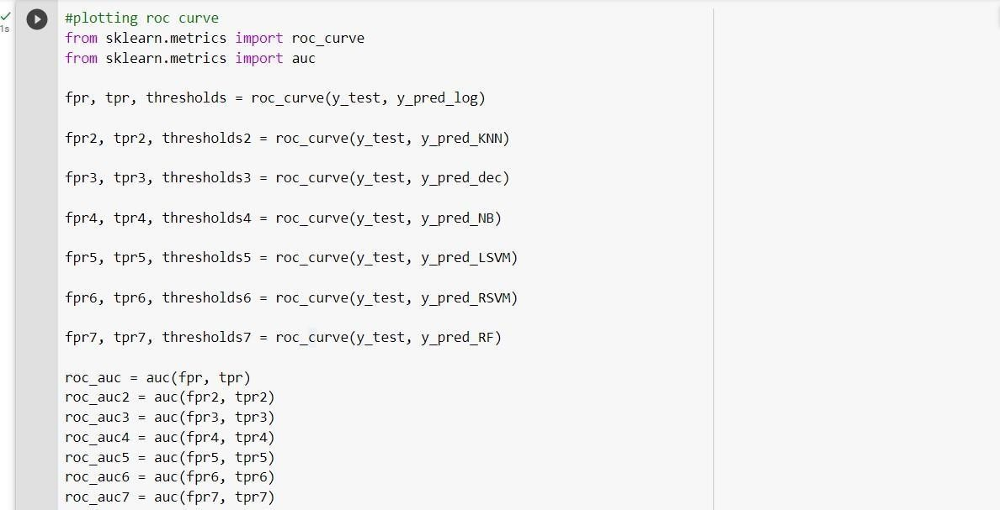 1s
#plotting roc curve
from sklearn.metrics import roc_curve
from sklearn.metrics import auc
fpr, tpr, thresholds = roc_curve(y_test, y_pred_log)
fpr2, tpr2, thresholds2 = roc_curve(y_test, y_pred_KNN)
fpr3, tpr3, thresholds3 = roc_curve(y_test, y_pred_dec)
fpr4, tpr4, thresholds4 = roc_curve(y_test, y_pred_NB)
fpr5, tpr5, thresholds5 = roc_curve(y_test, y_pred_LSVM)
fpr6, tpr6, thresholds6 = roc_curve(y_test, y_pred_RSVM)
fpr7, tpr7, thresholds7 = roc_curve(y_test, y_pred_RF)
roc_auc = auc(fpr, tpr)
roc_auc2 = auc(fpr2, tpr2)
roc_auc3 = auc(fpr3, tpr3)
roc_auc4 = auc(fpr4, tpr4)
roc_auc5 = auc(fpr5, tpr5)
roc_auc6 = auc(fpr6, tpr6)
roc_auc7 = auc(fpr7, tpr7)